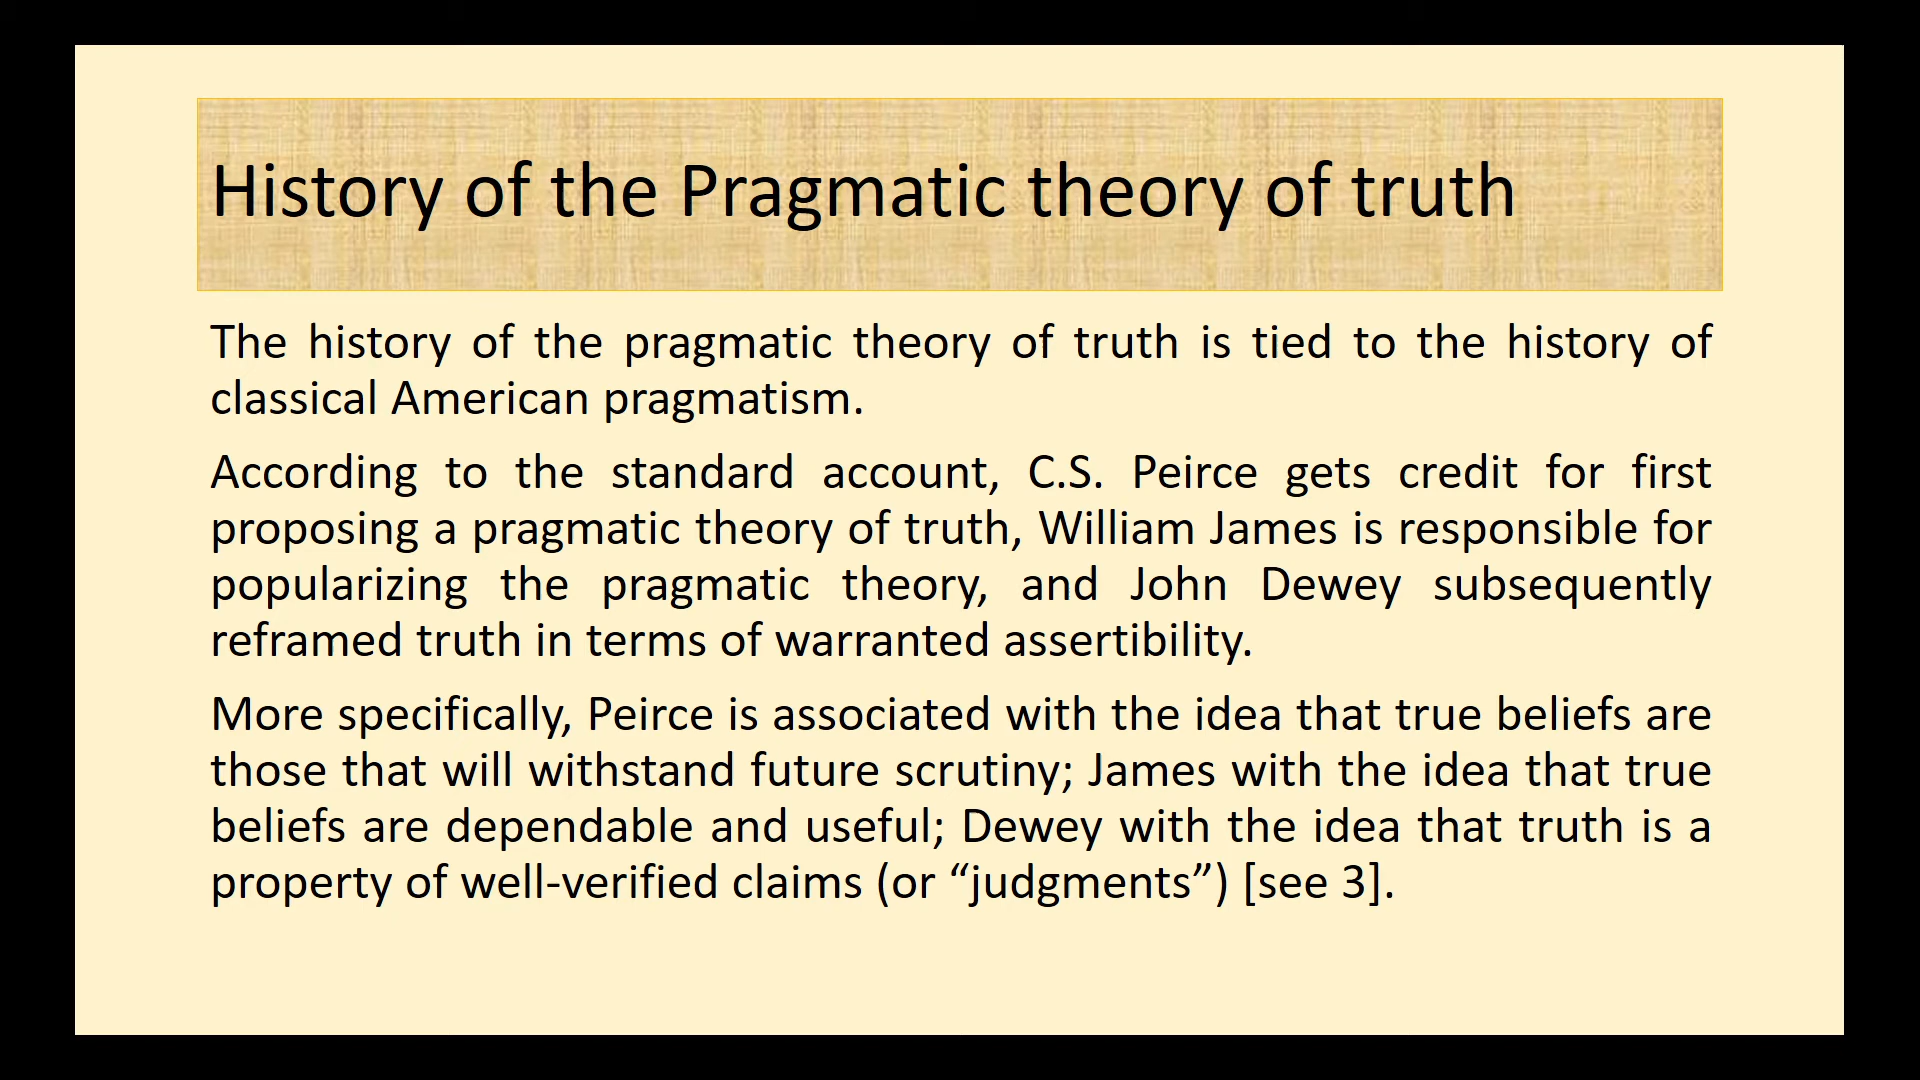 History of the Pragmatic theory of truth
The history of the pragmatic theory of truth is tied to the history of
classical American pragmatism.
According to the standard account, C.S. Peirce gets credit for first
proposing a pragmatic theory of truth, William James is responsible for
popularizing the pragmatic theory, and John Dewey subsequently
reframed truth in terms of warranted assertibility.
More specifically, Peirce is associated with the idea that true beliefs are
those that will withstand future scrutiny; James with the idea that true
beliefs are dependable and useful; Dewey with the idea that truth is a
property of well-verified claims (or “judgments”) [see 3].